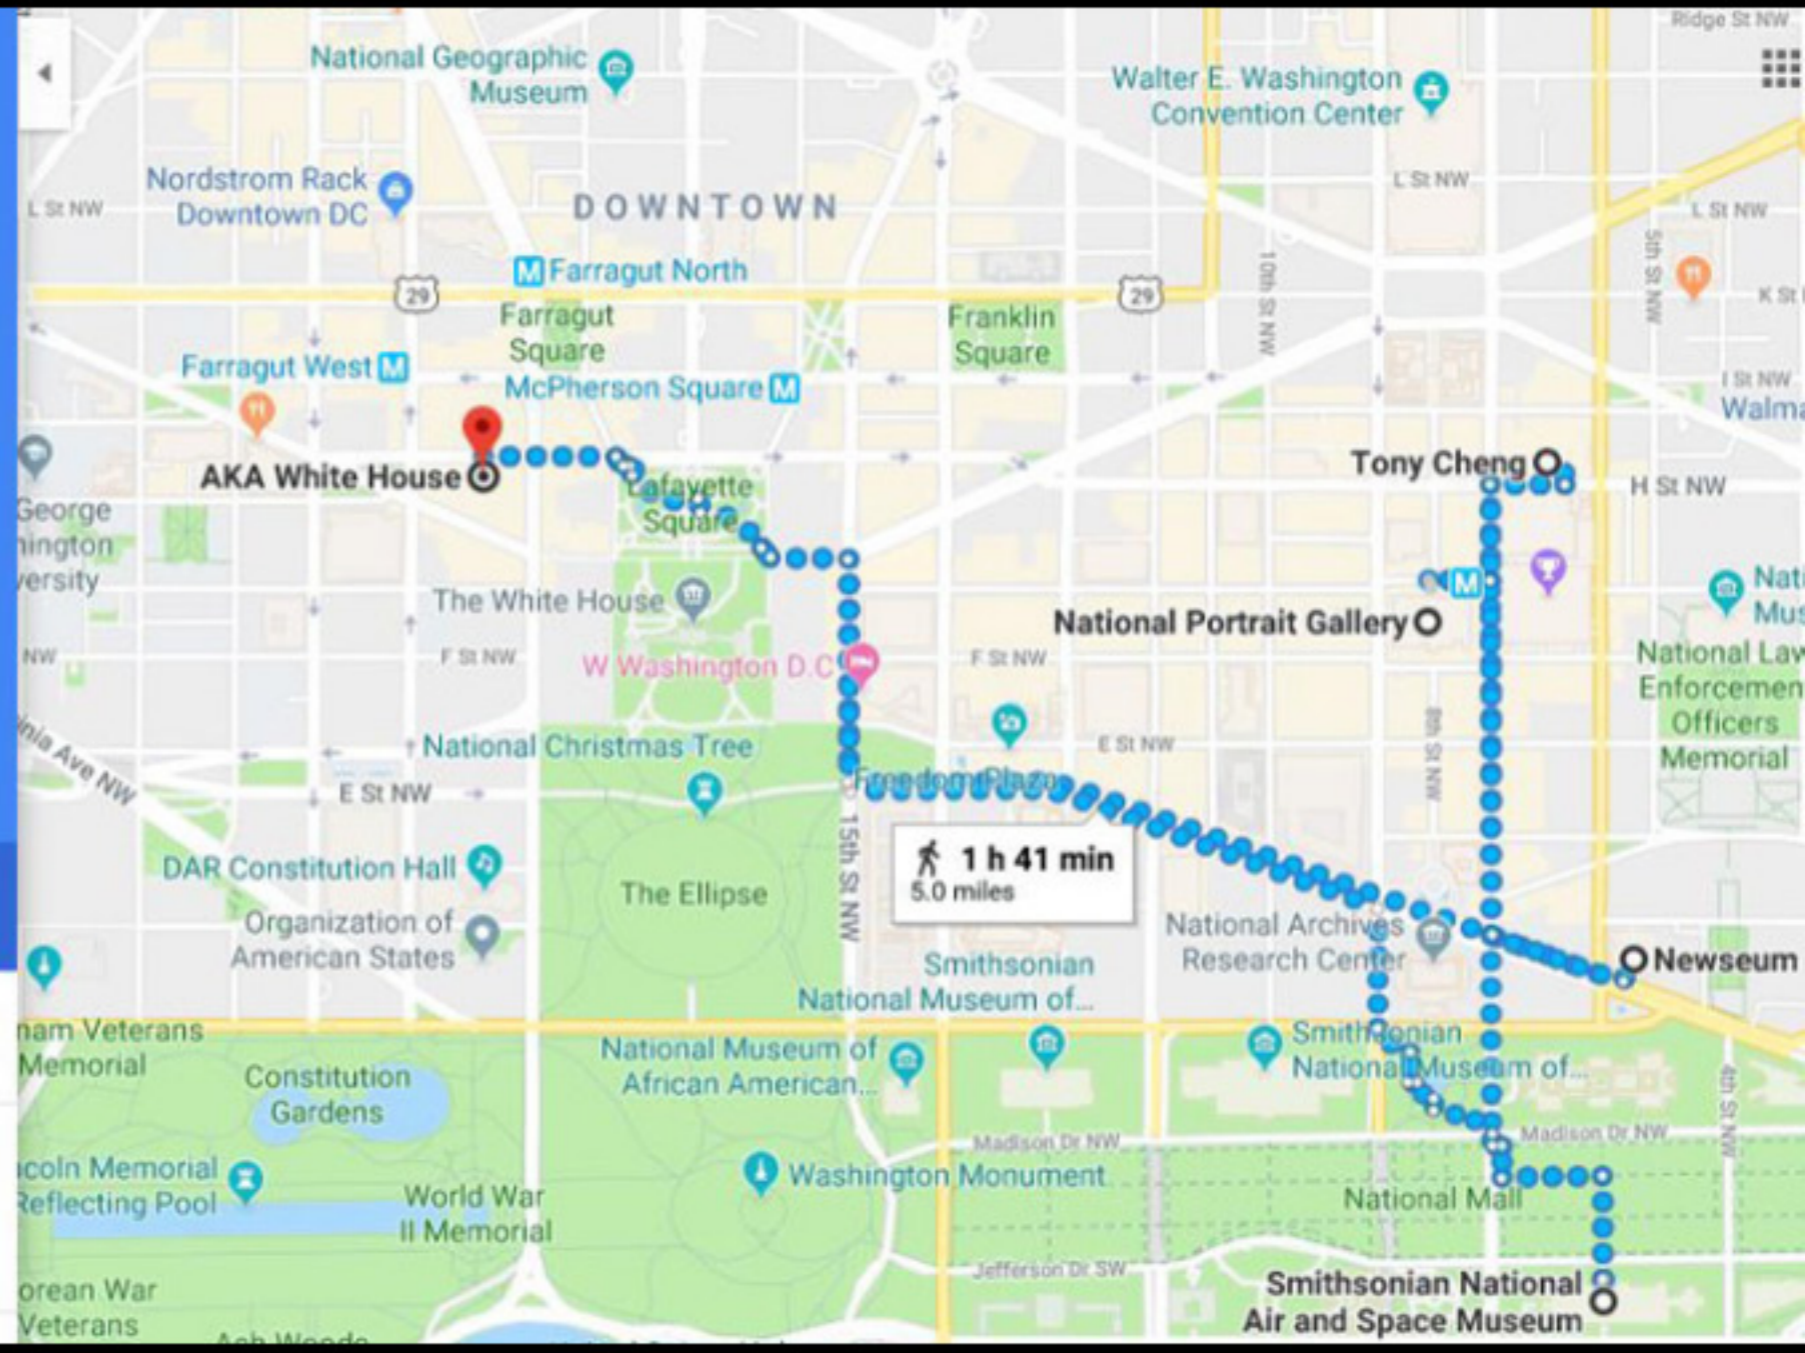 Ridge St NW
National Geographic
Museum
Walter E. Washington
Convention Center
Nordstrom Rack
Downtown DC
L St NW
DOWNTOWN
L St NW
L St NW
5th St NW
10th St NW
Farragut North
29
29
K St
Farragut
Square
Franklin
Square
Farragut West
McPherson Square
I St NW
Walma
AKA White House
Tony Cheng
H St NW
Lafayette
Square
George
hington
versity
The White House
National Portrait Gallery
Nati
Mus
NW
F St NW
W Washington D.C
F St NW
National Law
Enforcemen
Officers
Memorial
8th St NW
inia Ave NW
National Christmas Tree
E St NW
E St NW
Freedom Plaza
15th St NW
1 h 41 min
5.0 miles
DAR Constitution Hall
The Ellipse
Organization of
American States
National Archives
Research Center
Newseum
Smithsonian
National Museum of...
nam Veterans
Memorial
National Museum of
African American...
Smithsonian
National Museum of...
Constitution
Gardens
4th St NW
Madison Dr NW
Madison Dr NW
coln Memorial
Reflecting Pool
World War
II Memorial
Washington Monument
National Mall
Jefferson Dr SW
Smithsonian National
Air and Space Museum
orean War
Veterans